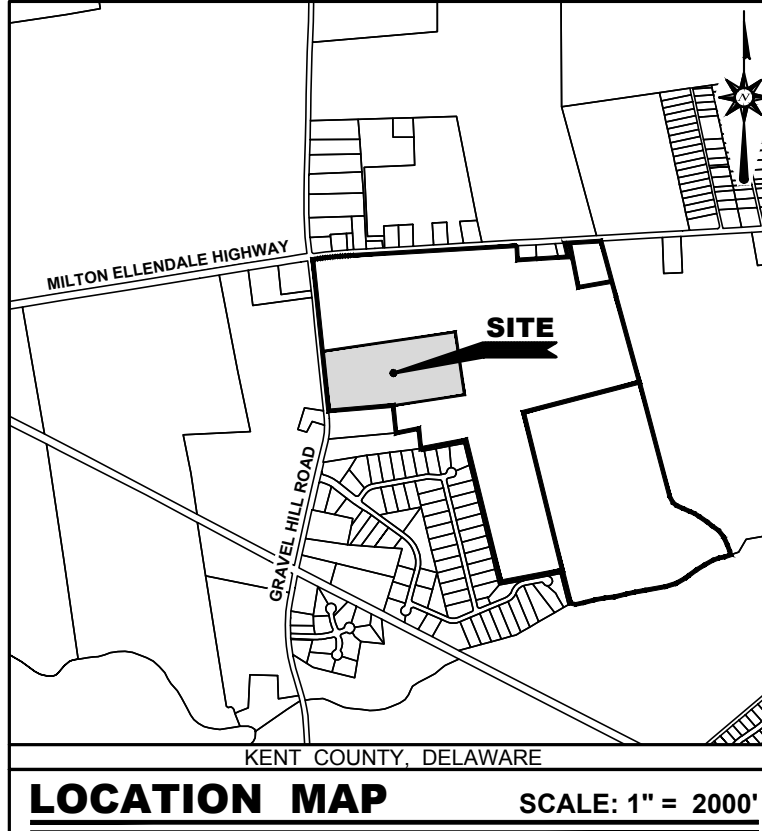 N
MILTON ELLENDALE HIGHWAY
SITE
GRAVEL HILL ROAD
KENT COUNTY, DELAWARE
LOCATION MAP
SCALE: 1" = 2000'